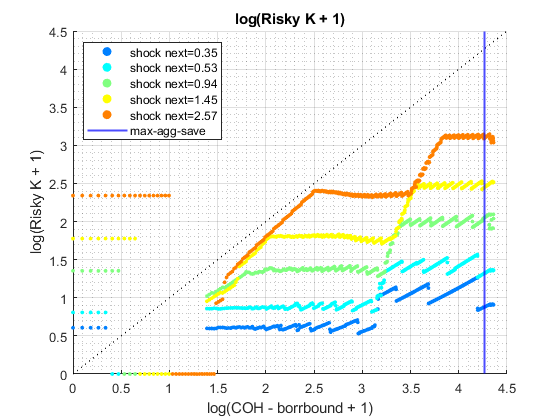 log(Risky K + 1)
4.5
4
3.5
3
2.5
2
1.5
1
0.5
0
log(Risky K + 1)
shock next=0.35
shock next=0.53
shock next=0.94
shock next=1.45
shock next=2.57
max-agg-save
0 0.5 1 1.5 2 2.5 3 3.5 4 4.5
log(COH - borrbound + 1)